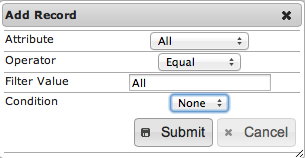 Add Record
Attribute All
Operator Equal
Filter Value All
Condition None
Submit Cancel